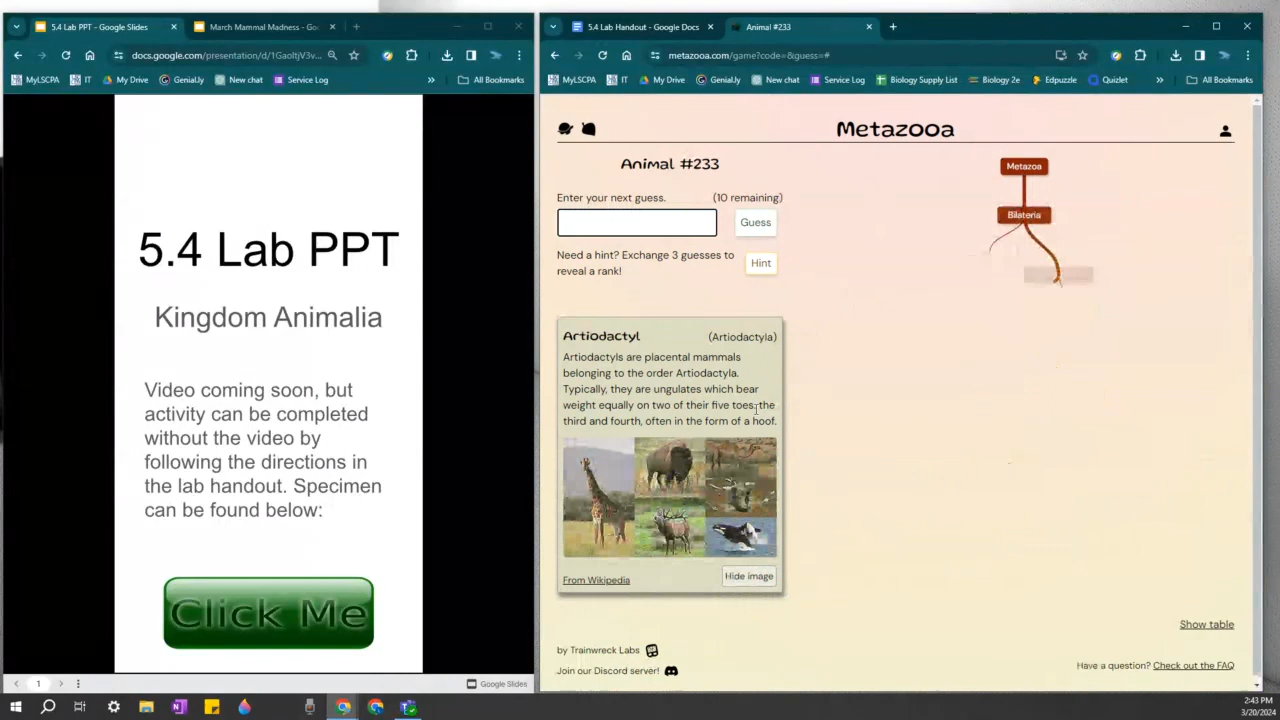 5.4 Lab PPT - Google Slides
March Mammal Madness - Go
docs.google.com/presentation/d/1GaoltjV3v...
MyLSCPA
IT
My Drive
Genial.ly
New chat
Service Log
»
All Bookmarks
5.4 Lab PPT
Kingdom Animalia
Video coming soon, but
activity can be completed
without the video by
following the directions in
the lab handout. Specimen
can be found below:
Click Me
1
Google Slides
5.4 Lab Handout - Google Docs
Animal #233
metazooa.com/game?code=&guess=#
MyLSCPA
IT
My Drive
Genial.ly
New chat
Service Log
Biology Supply List
Biology 2e
Edpuzzle
Quizlet
»
All Bookmarks
Metazooa
Animal #233
Enter your next guess. (10 remaining)
Guess
Need a hint? Exchange 3 guesses to
reveal a rank!
Hint
Artiodactyl (Artiodactyla)
Artiodactyls are placental mammals
belonging to the order Artiodactyla.
Typically, they are ungulates which bear
weight equally on two of their five toes: the
third and fourth, often in the form of a hoof.
From Wikipedia
Hide image
Metazoa
Bilateria
Show table
by Trainwreck Labs
Join our Discord server!
Have a question? Check out the FAQ
2:43 PM
3/20/2024